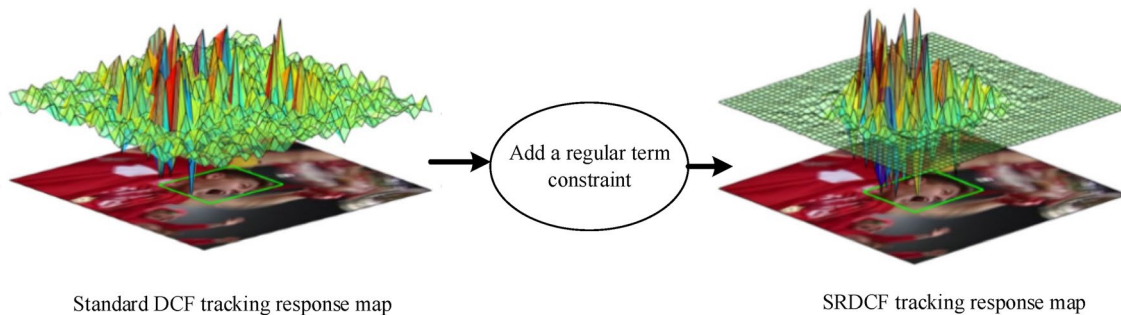 Add a regular term
constraint
Standard DCF tracking response map
SRDCF tracking response map